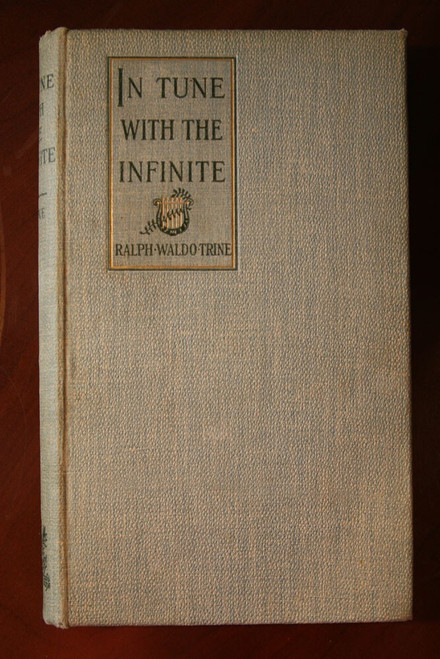 IN TUNE
WITH THE
INFINITE
RALPH·WALDO·TRINE